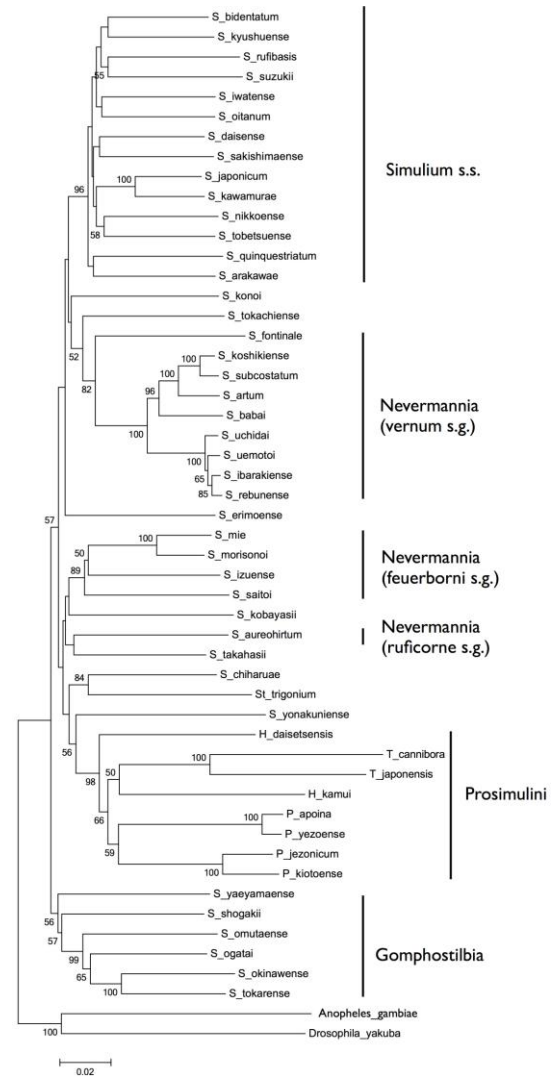 S_bidentatum
S_kyushuense
S_rufibasis
55
S_suzukii
S_iwatense
S_oitanum
S_daisense
S_sakishimaense
Simulium s.s.
S_japonicum
100
96
S_kawamurae
S_nikkoense
58
S_tobetsuense
S_quinquestriatum
S_arakawae
S_konoi
S_tokachiense
52
S_fontinale
82
100
S_koshikiense
100
S_subcostatum
96
S_artum
Nevermannia
(vernum s.g.)
S_babai
100
S_uchidai
S_uemotoi
100
65
S_ibarakiense
85
S_rebunense
57
S_erimoense
S_mie
100
50
S_morisonoi
Nevermannia
(feuerborni s.g.)
89
S_izuense
S_saitoi
S_kobayasii
Nevermannia
(ruficorne s.g.)
S_aureohirtum
S_takahasii
S_chiharuae
84
St_trigonium
S_yonakuniense
56
H_daisetsensis
98
T_cannibora
100
50
T_japonensis
Prosimulini
H_kamui
66
P_apoina
100
P_yezoense
59
P_jezonicum
100
P_kiotoense
S_yaeyamaense
56
S_shogakii
57
S_omutaense
99
S_ogatai
Gomphostilbia
65
S_okinawense
100
S_tokarense
Anopheles_gambiae
100
Drosophila_yakuba
0.02